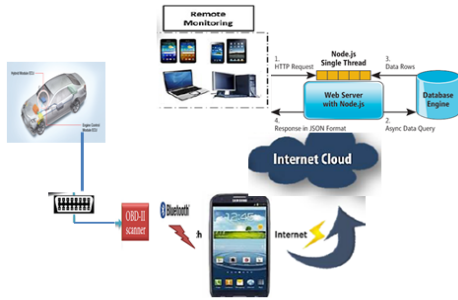 Remote
Monitoring
1.
HTTP Request
Node.js
Single Thread
3.
Data Rows
Web Server
with Node.js
Database
Engine
4.
Response in JSON Format
2.
Async Data Query
Internet Cloud
OBD-II
scanner
Bluetooth
th
Internet